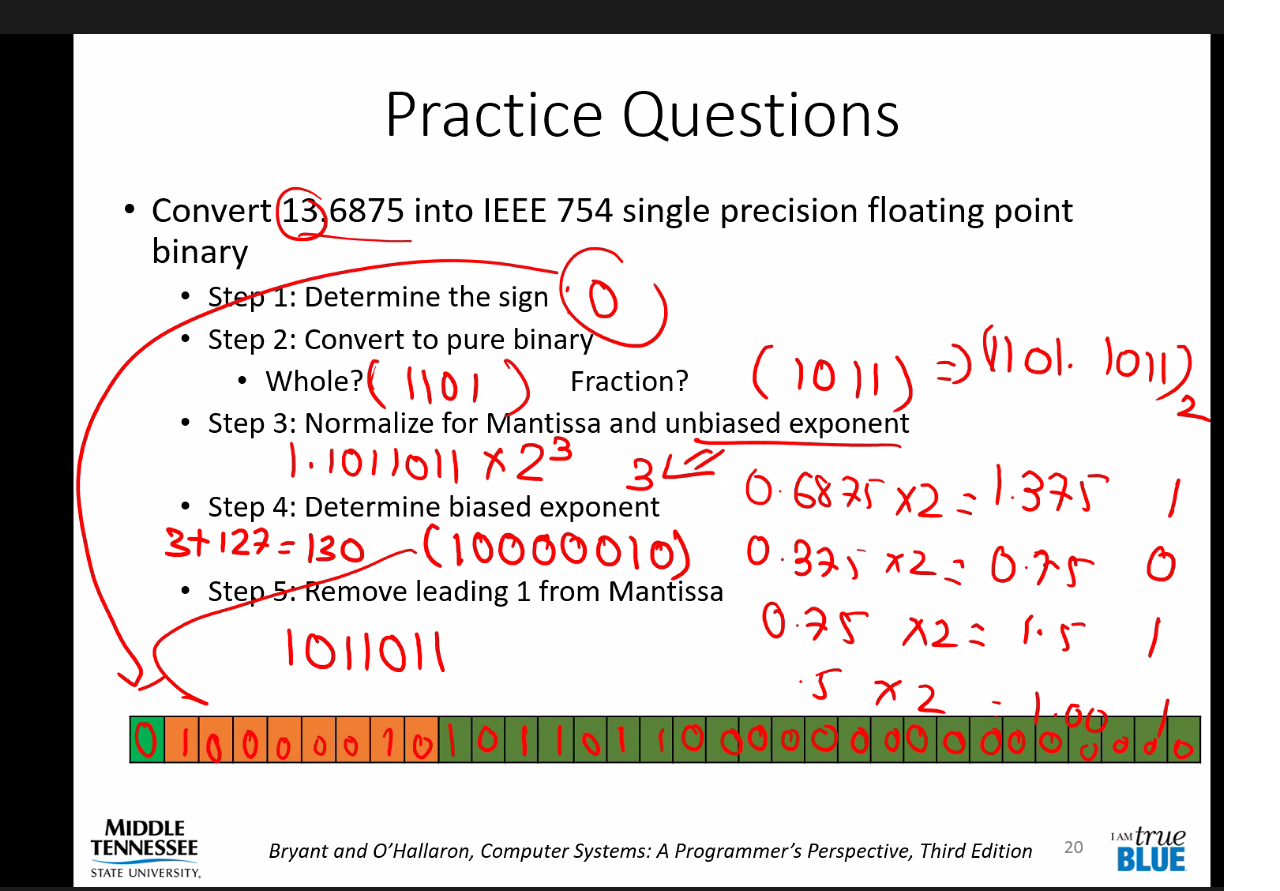 Practice Questions
• Convert 13.6875 into IEEE 754 single precision floating point
binary
• Step 1: Determine the sign : 0
• Step 2: Convert to pure binary
• Whole? (1101) Fraction? (1011) => (1101.1011)2
• Step 3: Normalize for Mantissa and unbiased exponent
1.1011011 x 2^3 3
0.6875 x2 = 1.375 1
• Step 4: Determine biased exponent
3+127=130 (10000010)
0.375 x2 = 0.75 0
• Step 5: Remove leading 1 from Mantissa
0.75 x2 = 1.5 1
1011011
.5 x 2 = 1.00 1
0 1 0 0 0 0 0 1 0 1 0 1 1 0 1 1 0 0 0 0 0 0 0 0 0 0 0 0 0 0 0 0
MIDDLE
TENNESSEE
STATE UNIVERSITY.
Bryant and O’Hallaron, Computer Systems: A Programmer’s Perspective, Third Edition
20
I AM true
BLUE